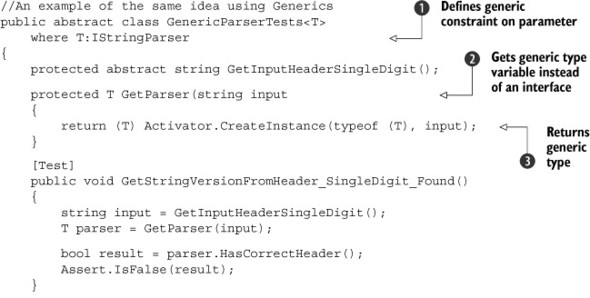 //An example of the same idea using Generics
public abstract class GenericParserTests<T>
where T:IStringParser
1 Defines generic
constraint on parameter
{
protected abstract string GetInputHeaderSingleDigit();
protected T GetParser(string input
2 Gets generic type
variable instead
of an interface
{
return (T) Activator.CreateInstance(typeof (T), input);
}
3 Returns
generic
type
[Test]
public void GetStringVersionFromHeader_SingleDigit_Found()
{
string input = GetInputHeaderSingleDigit();
T parser = GetParser(input);
bool result = parser.HasCorrectHeader();
Assert.IsFalse(result);
}